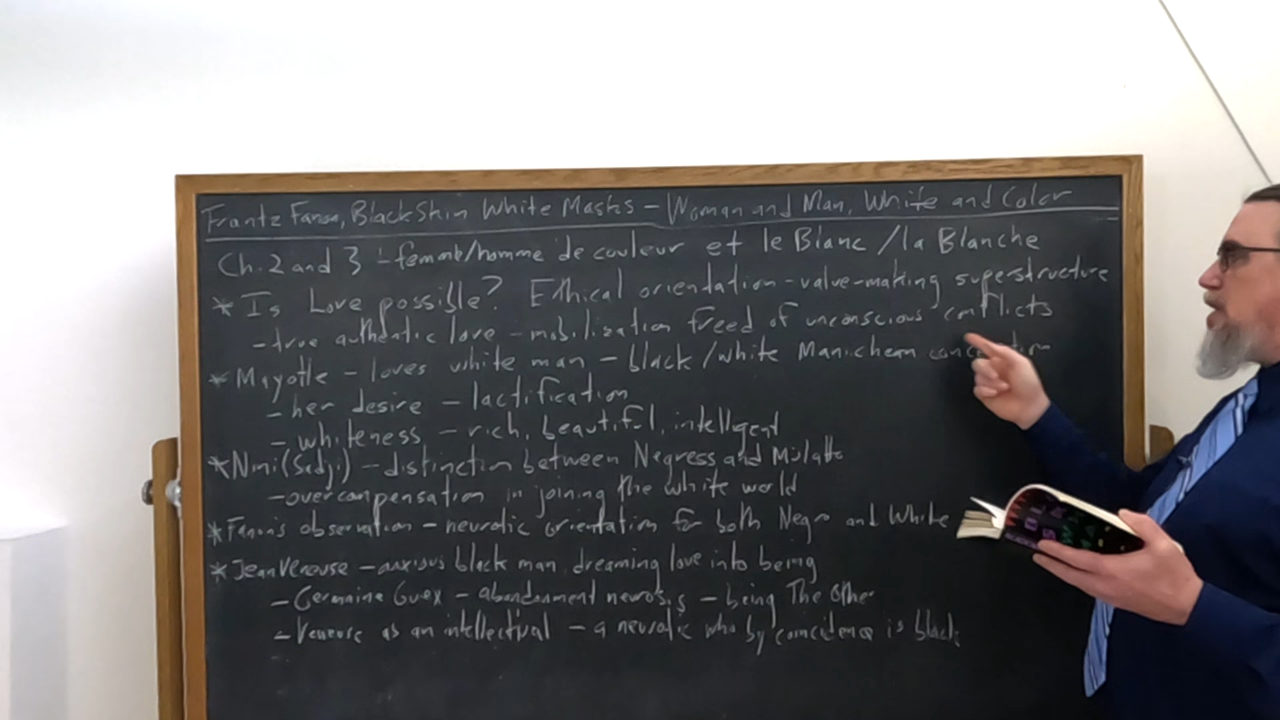 Frantz Fanon, Black Skin White Masks – Woman and Man, White and Color
Ch. 2 and 3 – femme/homme de couleur et le Blanc /la Blanche
* Is Love possible? Ethical orientation – value-making superstructure
– true authentic love – mobilization freed of unconscious conflicts
* Mayotte – loves white man – black/white Manichean
– her desire – lactification
– whiteness – rich, beautiful, intelligent
* Nini (Sadji) – distinction between Negress and Mulatto
– overcompensation in joining the white world
* Fanon's observation – neurotic orientation for both Negro and White
* Jean Veneuse – anxious black man dreaming love into being
– Germaine Guex – abandonment neurosis – being The Other
– Veneuse as an intellectual – a neurotic who by coincidence is black